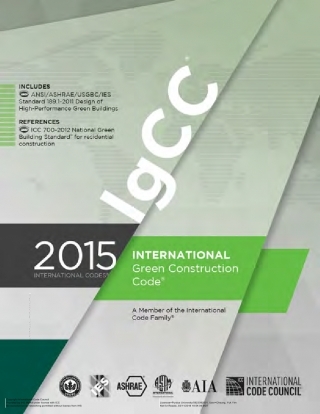 INCLUDES
ANSI/ASHRAE/USGBC/IES
Standard 189.1-2011 Design of
High-Performance Green Buildings
REFERENCES
ICC 700-2012 National Green
Building Standard™ for residential
construction
IgCC®
2015
INTERNATIONAL CODES®
INTERNATIONAL
Green Construction
Code®
A Member of the International
Code Family®
ASHRAE
AIA
INTERNATIONAL
CODE COUNCIL®